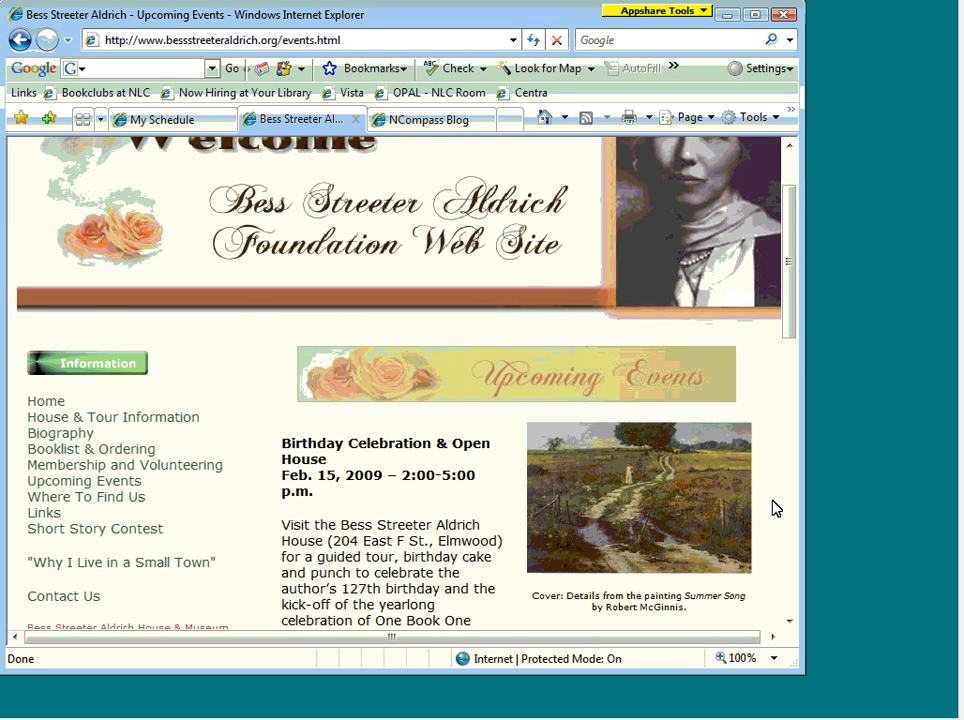 Bess Streeter Aldrich - Upcoming Events - Windows Internet Explorer
Appshare Tools
http://www.bessstreeteraldrich.org/events.html
Google
Google
G
Go
Bookmarks
Check
Look for Map
AutoFill
Settings
Links
Bookclubs at NLC
Now Hiring at Your Library
Vista
OPAL - NLC Room
Centra
My Schedule
Bess Streeter Al...
NCompass Blog
Page
Tools
Welcome
Bess Streeter Aldrich
Foundation Web Site
Information
Home
House & Tour Information
Biography
Booklist & Ordering
Membership and Volunteering
Upcoming Events
Where To Find Us
Links
Short Story Contest
"Why I Live in a Small Town"
Contact Us
Bess Streeter Aldrich House & Museum
Upcoming Events
Birthday Celebration & Open
House
Feb. 15, 2009 – 2:00-5:00
p.m.
Visit the Bess Streeter Aldrich
House (204 East F St., Elmwood)
for a guided tour, birthday cake
and punch to celebrate the
author's 127th birthday and the
kick-off of the yearlong
celebration of One Book One
Cover: Details from the painting Summer Song
by Robert McGinnis.
Done
Internet | Protected Mode: On
100%